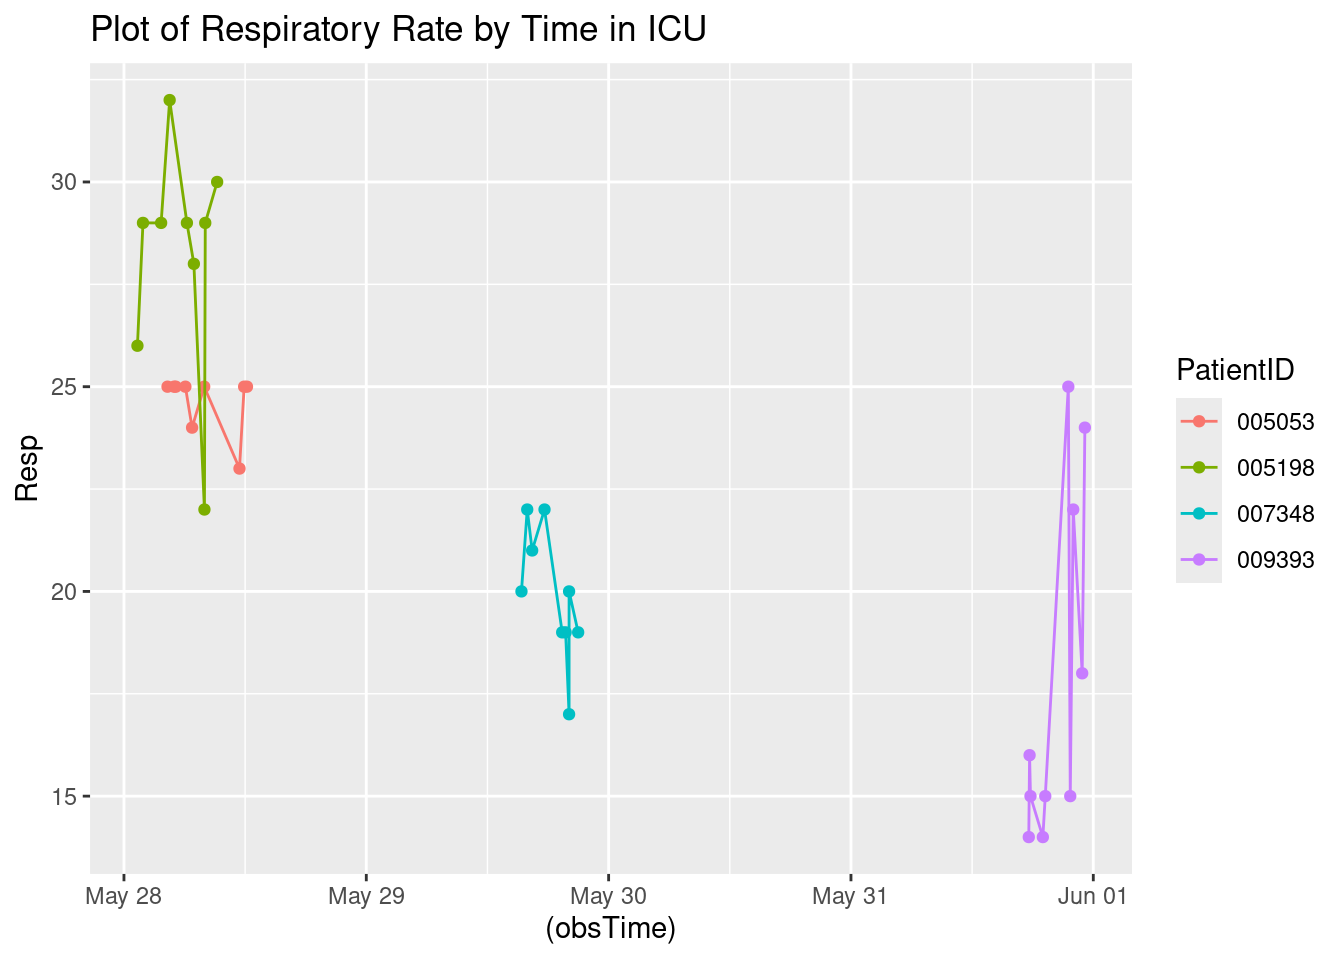 Plot of Respiratory Rate by Time in ICU
30
25
20
15
Resp
May 28
May 29
May 30
May 31
Jun 01
(obsTime)
PatientID
005053
005198
007348
009393